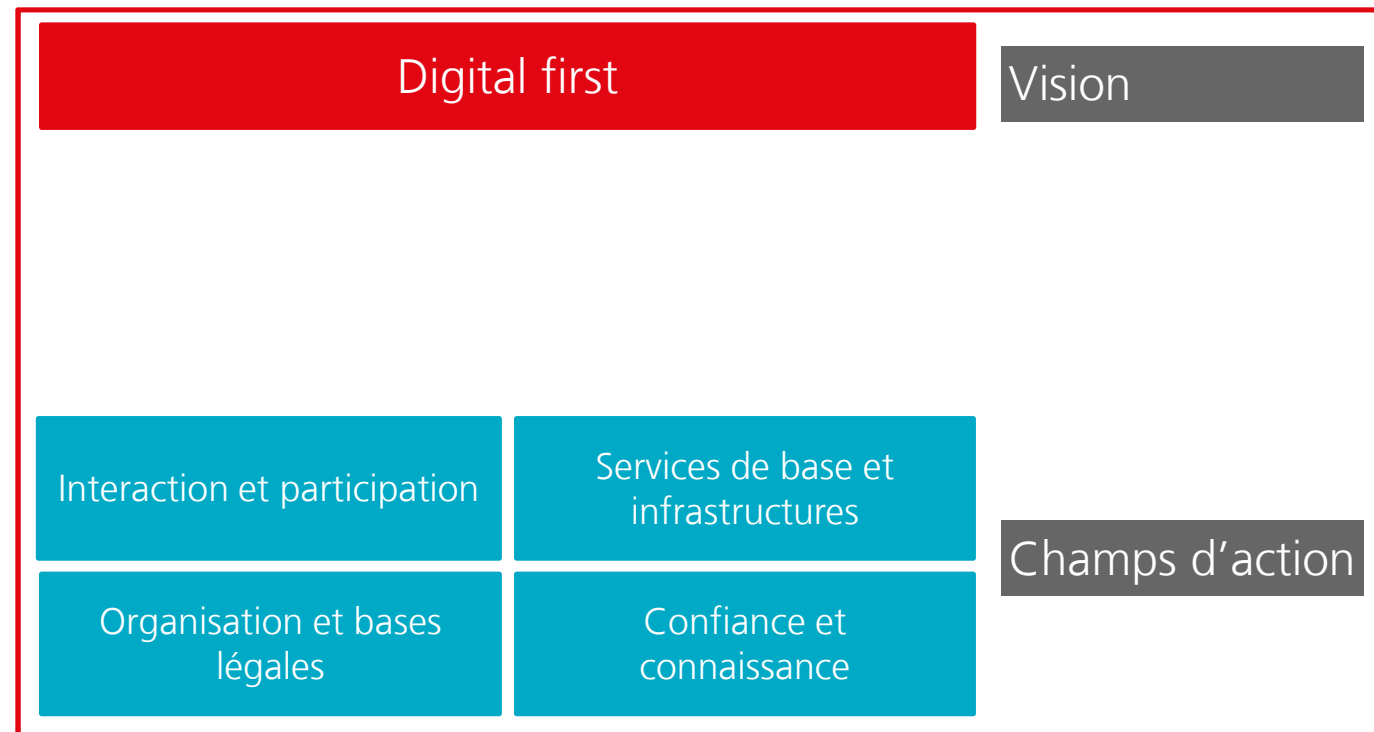 Digital first
Vision
Interaction et participation
Services de base et
infrastructures
Champs d’action
Organisation et bases
légales
Confiance et
connaissance